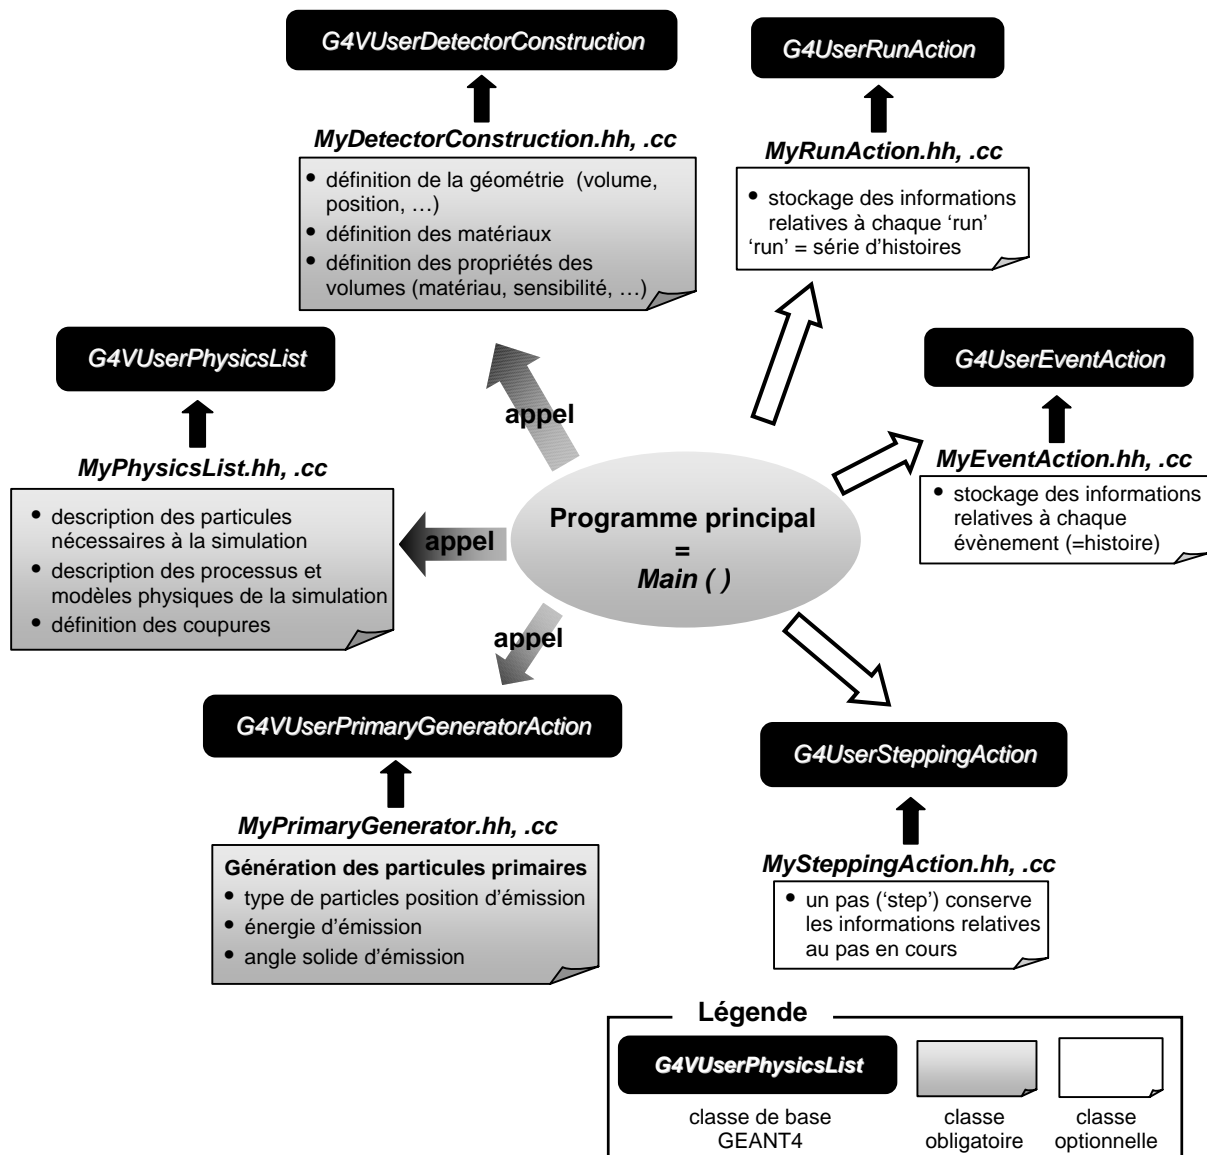 G4VUserDetectorConstruction
MyDetectorConstruction.hh, .cc
• définition de la géométrie (volume,
position, …)
• définition des matériaux
• définition des propriétés des
volumes (matériau, sensibilité, …)
G4UserRunAction
MyRunAction.hh, .cc
• stockage des informations
relatives à chaque ‘run’
‘run’ = série d’histoires
G4VUserPhysicsList
MyPhysicsList.hh, .cc
• description des particules
nécessaires à la simulation
• description des processus et
modèles physiques de la simulation
• définition des coupures
appel
appel
appel
Programme principal
=
Main ( )
G4UserEventAction
MyEventAction.hh, .cc
• stockage des informations
relatives à chaque
évènement (=histoire)
G4VUserPrimaryGeneratorAction
MyPrimaryGenerator.hh, .cc
Génération des particules primaires
• type de particles position d’émission
• énergie d’émission
• angle solide d’émission
G4UserSteppingAction
MySteppingAction.hh, .cc
• un pas (‘step’) conserve
les informations relatives
au pas en cours
Légende
G4VUserPhysicsList
classe de base
GEANT4
classe
obligatoire
classe
optionnelle